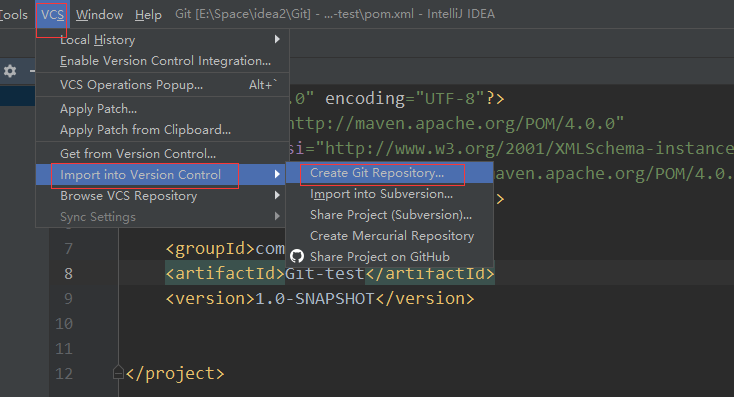 Tools VCS Window Help Git [E:\Space\idea2\Git] - ...-test\pom.xml - IntelliJ IDEA
Local History
Enable Version Control Integration...
VCS Operations Popup... Alt+`
Apply Patch...
Apply Patch from Clipboard...
Get from Version Control...
Import into Version Control
Browse VCS Repository
Sync Settings
Create Git Repository...
Import into Subversion...
Share Project (Subversion)...
Create Mercurial Repository
Share Project on GitHub
.0" encoding="UTF-8"?>
http://maven.apache.org/POM/4.0.0"
si="http://www.w3.org/2001/XMLSchema-instance
aven.apache.org/POM/4.0.
>
7 <groupId>com
8 <artifactId>Git-test</artifactId>
9 <version>1.0-SNAPSHOT</version>
10
11
12 </project>